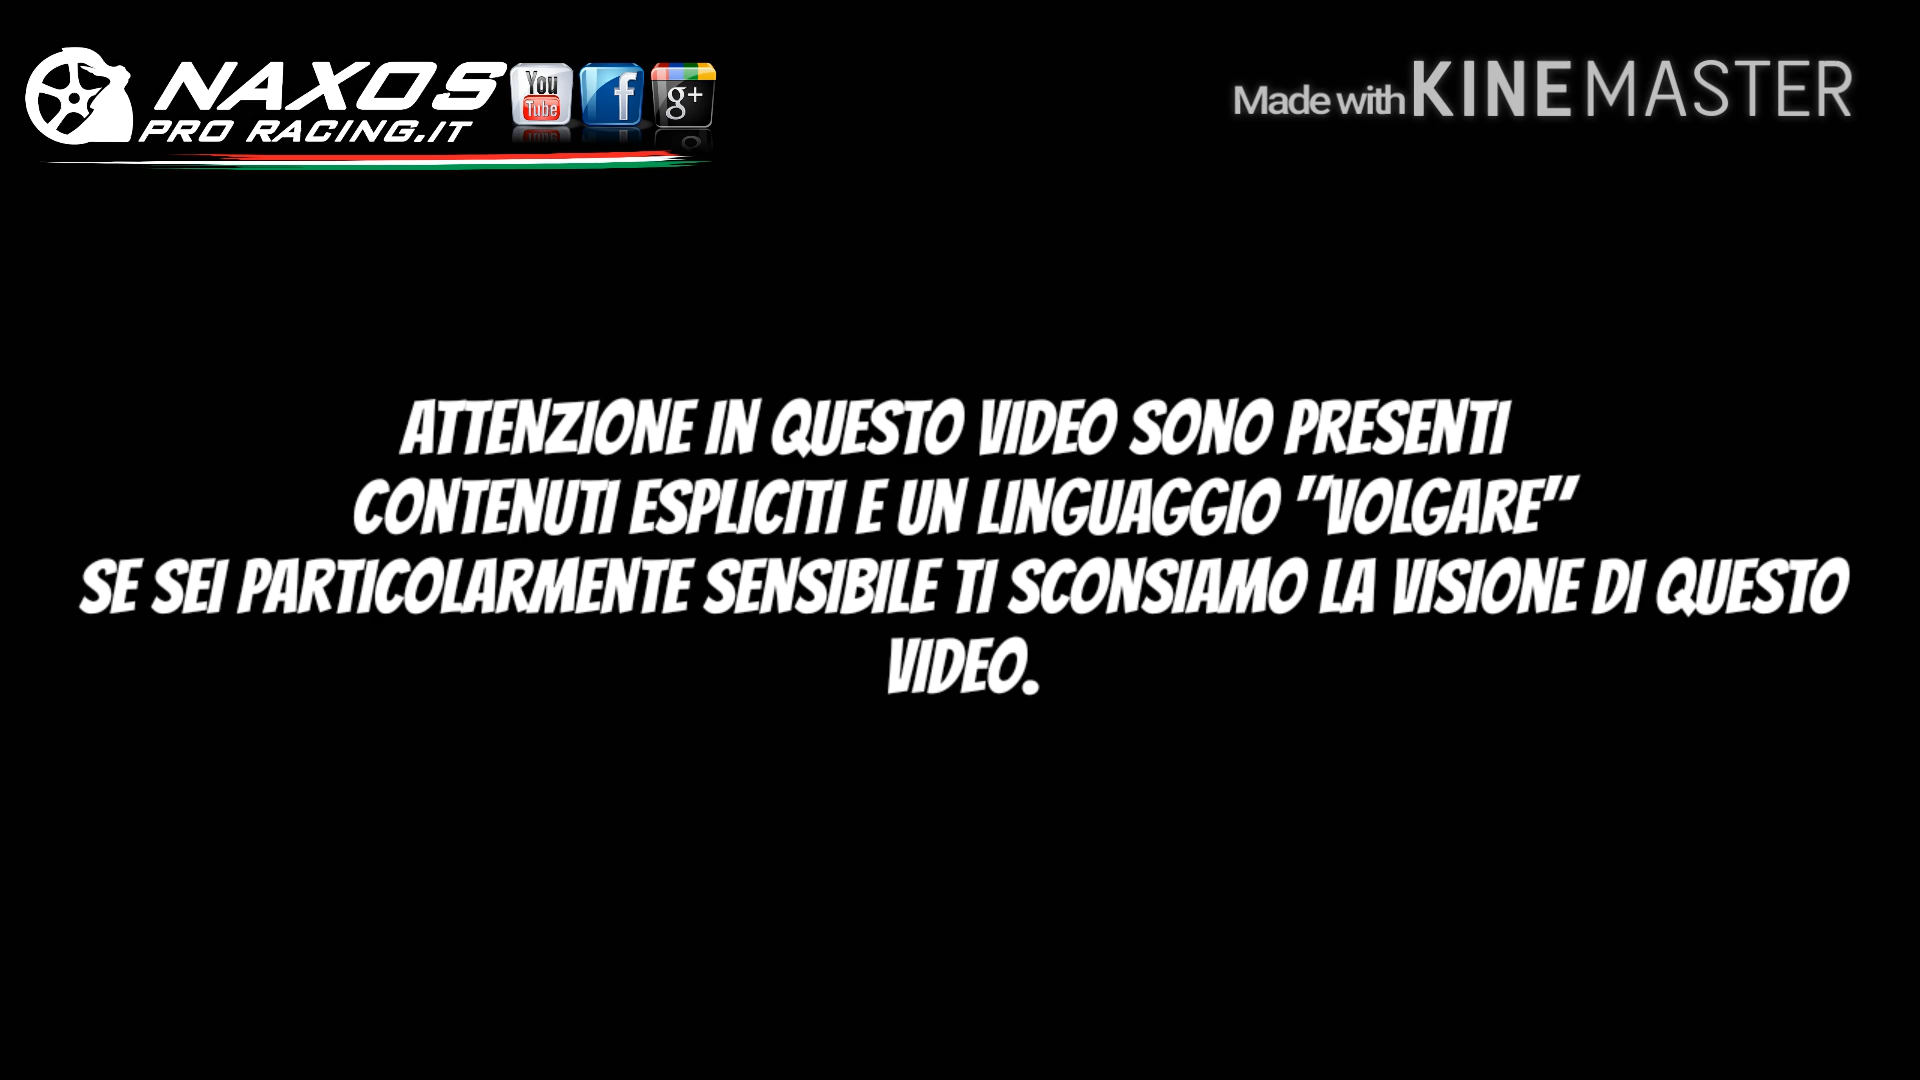 NAXOS
PRO RACING.IT
You
Tube
f
g+
Made with KINEMASTER
ATTENZIONE IN QUESTO VIDEO SONO PRESENTI
CONTENUTI ESPLICITI E UN LINGUAGGIO "VOLGARE"
SE SEI PARTICOLARMENTE SENSIBILE TI SCONSIAMO LA VISIONE DI QUESTO
VIDEO.